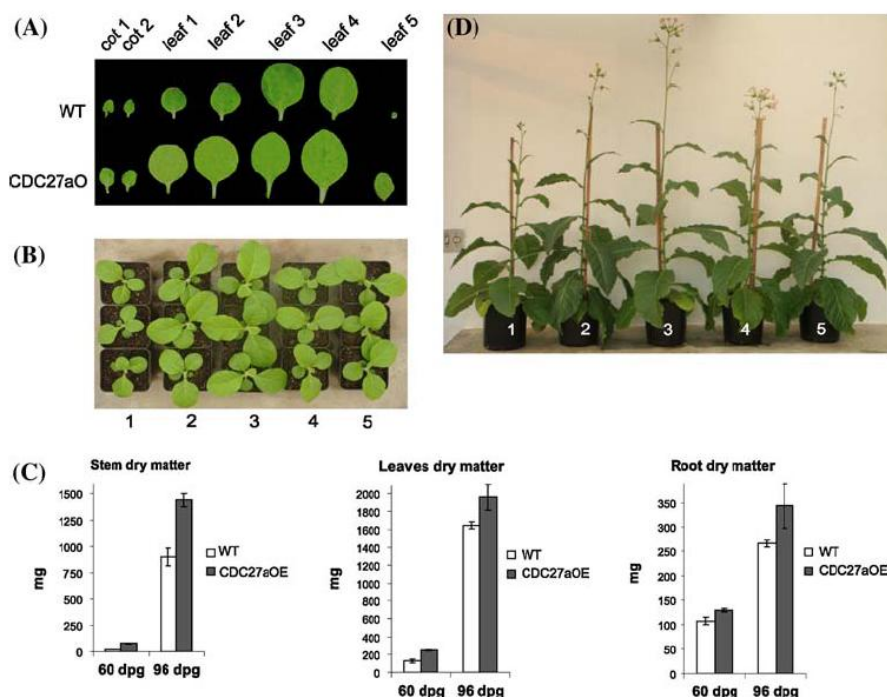 (A)
cot 1
cot 2
leaf 1
leaf 2
leaf 3
leaf 4
leaf 5
WT
CDC27aO
(B)
1 2 3 4 5
(D)
1 2 3 4 5
(C)
Stem dry matter
mg
1500
1250
1000
750
500
250
0
60 dpg 96 dpg
WT
CDC27aOE
Leaves dry matter
mg
2000
1800
1600
1400
1200
1000
800
600
400
200
0
60 dpg 96 dpg
WT
CDC27aOE
Root dry matter
mg
350
300
250
200
150
100
50
0
60 dpg 96 dpg
WT
CDC27aOE